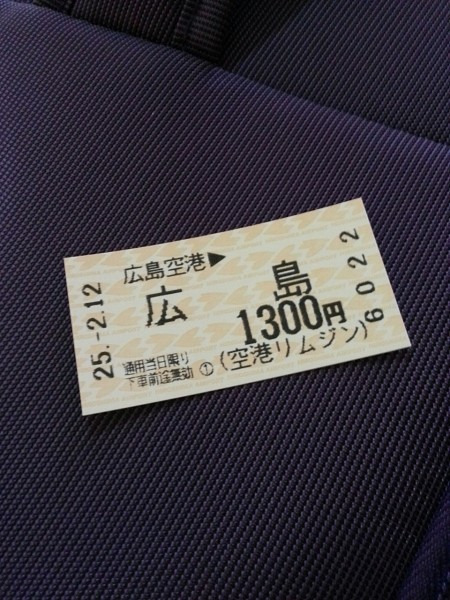 25.-2.12
広島空港▶
広島
1300円
(空港リムジン)
通用当日限り
下車前途無効 ①
6022